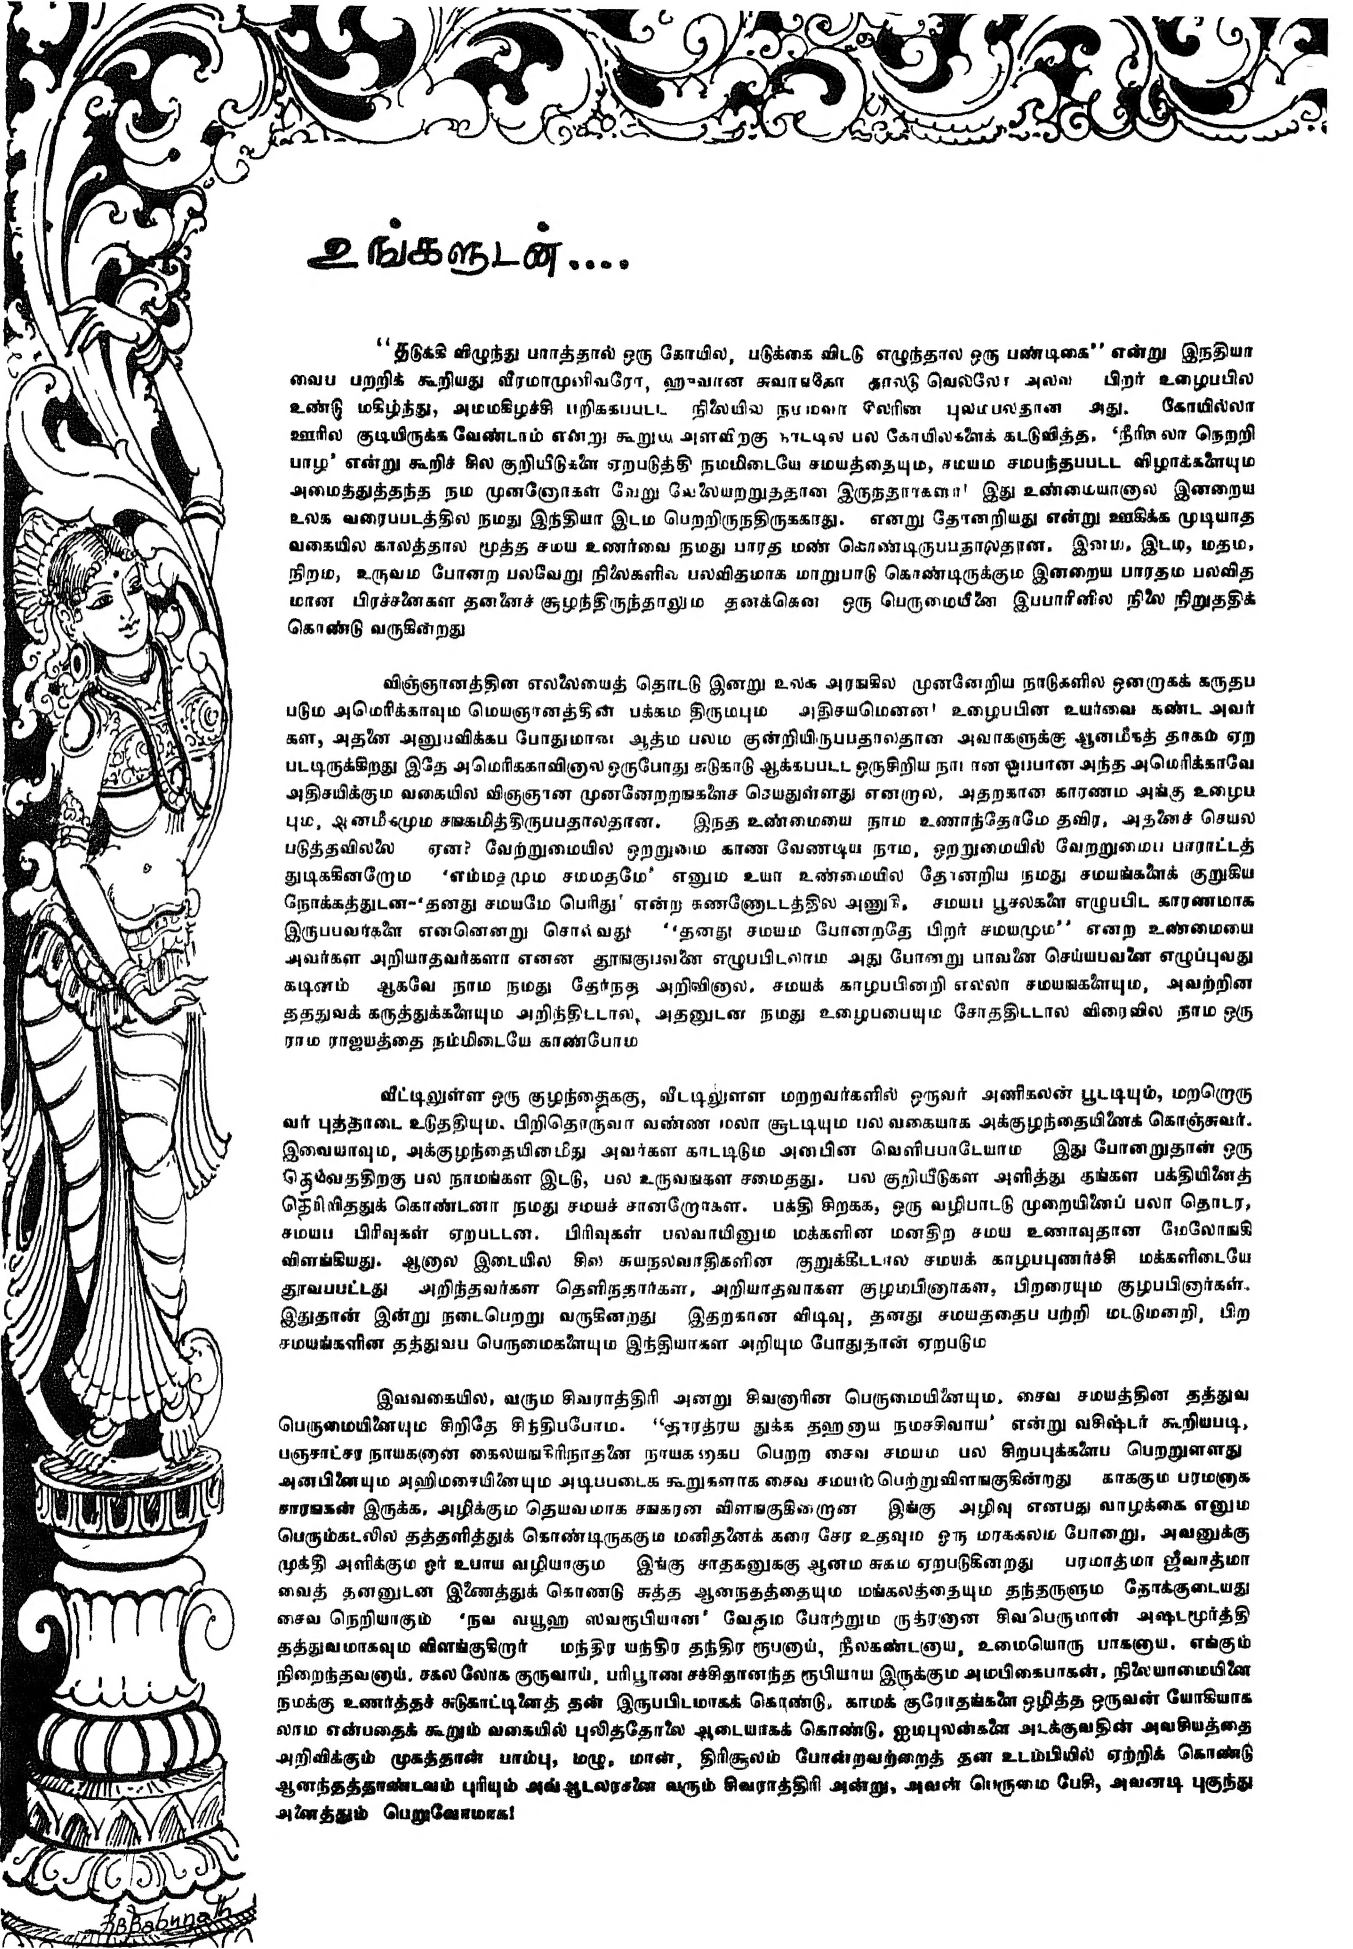 உங்களுடன்....
‘‘தடுக்கி விழுந்து பார்த்தால் ஒரு கோயில், படுக்கை விட்டு எழுந்தால் ஒரு பண்டிகை’’ என்று இந்தியா
வைப் பற்றிக் கூறியது வீரமாமுனிவரோ, ஹுவான் சுவாங்கோ கால்டு வெல்லோ அல்ல பிறர் உழைப்பில்
உண்டு மகிழ்ந்து, அம்மகிழ்ச்சி பறிக்கப்பட்ட நிலையில் நம்மவர் சிலரின் புலம்பல்தான் அது. கோயில்லா
ஊரில் குடியிருக்க வேண்டாம் என்று கூறும் அளவிற்கு நாட்டில் பல கோயில்களைக் கட்டுவித்த, ‘நீரில்லா நெற்றி
பாழ்’ என்று கூறிச் சில குறியீடுகளை ஏற்படுத்தி நம்மிடையே சமயத்தையும், சமயம் சம்பந்தப்பட்ட விழாக்களையும்
அமைத்துத்தந்த நம் முன்னோர்கள் வேறு வேலையற்றுத்தான் இருந்தார்களா! இது உண்மையானால் இன்றைய
உலக வரைபடத்தில் நமது இந்தியா இடம் பெற்றிருந்திருக்காது. என்று தோன்றியது என்று ஊகிக்க முடியாத
வகையில் காலத்தால் மூத்த சமய உணர்வை நமது பாரத மண் கொண்டிருப்பதால்தான். இனம், இடம், மதம்,
நிறம், உருவம் போன்ற பல்வேறு நிலைகளில் பலவிதமாக மாறுபாடு கொண்டிருக்கும் இன்றைய பாரதம் பலவித
மான பிரச்சனைகள் தன்னைச் சூழ்ந்திருந்தாலும் தனக்கென ஒரு பெருமையினை இப்பாரினில் நிலை நிறுத்திக்
கொண்டு வருகின்றது
விஞ்ஞானத்தின் எல்லையைத் தொட்டு இன்று உலக அரங்கில் முன்னேறிய நாடுகளில் ஒன்றாகக் கருதப்
படும் அமெரிக்காவும் மெய்ஞானத்தின் பக்கம் திரும்பும் அதிசயமென்ன! உழைப்பின் உயர்வை கண்ட அவர்
கள், அதனை அனுபவிக்கப் போதுமான ஆத்ம பலம் குன்றியிருப்பதால்தான் அவர்களுக்கு ஆன்மீகத் தாகம் ஏற்
பட்டிருக்கிறது இதே அமெரிக்காவினால் ஒருபோது சுடுகாடு ஆக்கப்பட்ட ஒருசிறிய நாடான ஜப்பான் அந்த அமெரிக்காவே
அதிசயிக்கும் வகையில் விஞ்ஞான முன்னேற்றங்களைச் செய்துள்ளது என்றால், அதற்கான காரணம் அங்கு உழைப்
பும், ஆன்மீகமும் சங்கமித்திருப்பதால்தான். இந்த உண்மையை நாம் உணர்ந்தோமே தவிர, அதனைச் செயல்
படுத்தவில்லை ஏன்? வேற்றுமையில் ஒற்றுமை காண வேண்டிய நாம், ஒற்றுமையில் வேற்றுமைப் பாராட்டத்
துடிக்கின்றோம் ‘எம்மதமும் சம்மதமே’ எனும் உயர் உண்மையில் தோன்றிய நமது சமயங்களைக் குறுகிய
நோக்கத்துடன்-‘தனது சமயமே பெரிது’ என்ற கண்ணோட்டத்தில் அணுகி, சமயப் பூசல்களை எழுப்பிட காரணமாக
இருப்பவர்களை என்னென்று சொல்வது ‘‘தனது சமயம் போன்றதே பிறர் சமயமும்’’ என்ற உண்மையை
அவர்கள் அறியாதவர்களா என்ன தூங்குபவனை எழுப்பிடலாம் அது போன்று பாவனை செய்பவனை எழுப்புவது
கடினம் ஆகவே நாம் நமது தேர்ந்த அறிவினால், சமயக் காழ்ப்பின்றி எல்லா சமயங்களையும், அவற்றின்
தத்துவக் கருத்துக்களையும் அறிந்திட்டால், அதனுடன் நமது உழைப்பையும் சேர்த்திட்டால் விரைவில் நாம் ஒரு
ராம ராஜயத்தை நம்மிடையே காண்போம்
வீட்டிலுள்ள ஒரு குழந்தைக்கு, வீட்டிலுள்ள மற்றவர்களில் ஒருவர் அணிகலன் பூட்டியும், மற்றொரு
வர் புத்தாடை உடுத்தியும், பிறிதொருவர் வண்ண மலர் சூட்டியும் பல வகையாக அக்குழந்தையினைக் கொஞ்சுவர்.
இவையாவும், அக்குழந்தையின்மீது அவர்கள் காட்டிடும் அன்பின் வெளிப்பாடேயாம் இது போன்றுதான் ஒரு
தெய்வத்திற்கு பல நாமங்கள் இட்டு, பல உருவங்கள் சமைத்து, பல குறியீடுகள் அளித்து தங்கள் பக்தியினைத்
தெரிவித்துக் கொண்டனர் நமது சமயச் சான்றோர்கள். பக்தி சிறக்க, ஒரு வழிபாட்டு முறையினைப் பலர் தொடர,
சமயப் பிரிவுகள் ஏற்பட்டன. பிரிவுகள் பலவாயினும் மக்களின் மனதிற் சமய உணர்வுதான் மேலோங்கி
விளங்கியது. ஆனால் இடையில் சில சுயநலவாதிகளின் குறுக்கீட்டால் சமயக் காழ்ப்புணர்ச்சி மக்களிடையே
தூவப்பட்டது அறிந்தவர்கள் தெளிந்தார்கள், அறியாதவர்கள் குழம்பினார்கள், பிறரையும் குழப்பினார்கள்.
இதுதான் இன்று நடைபெற்று வருகின்றது இதற்கான விடிவு, தனது சமயத்தைப் பற்றி மட்டுமன்றி, பிற
சமயங்களின் தத்துவப் பெருமைகளையும் இந்தியர்கள் அறியும் போதுதான் ஏற்படும்
இவ்வகையில், வரும் சிவராத்திரி அன்று சிவனாரின் பெருமையினையும், சைவ சமயத்தின் தத்துவ
பெருமையினையும் சிறிதே சிந்திப்போம். ‘‘தாரித்ரய துக்க தஹனாய நமச்சிவாய’ என்று வசிஷ்டர் கூறியபடி,
பஞ்சாட்சர நாயகனான கைலயங்கிரிநாதனை நாயகனாகப் பெற்ற சைவ சமயம் பல சிறப்புக்களைப் பெற்றுள்ளது
அன்பினையும் அஹிம்சையினையும் அடிப்படைக் கூறுகளாக சைவ சமயம் பெற்றுவிளங்குகின்றது காக்கும் பரமனாக
சாரங்கன் இருக்க, அழிக்கும் தெய்வமாக சங்கரன் விளங்குகிறான் இங்கு அழிவு என்பது வாழ்க்கை எனும்
பெரும்கடலில் தத்தளித்துக் கொண்டிருக்கும் மனிதனைக் கரை சேர உதவும் ஒரு மரக்கலம் போன்று, அவனுக்கு
முக்தி அளிக்கும் ஓர் உபாய வழியாகும் இங்கு சாதகனுக்கு ஆன்ம சுகம் ஏற்படுகின்றது பரமாத்மா ஜீவாத்மா
வைத் தன்னுடன் இணைத்துக் கொண்டு சுத்த ஆனந்தத்தையும் மங்கலத்தையும் தந்தருளும் நோக்குடையது
சைவ நெறியாகும் ‘நவ வ்யூஹ ஸ்வரூபியான’ வேதம் போற்றும் ருத்ரனான சிவபெருமான் அஷ்டமூர்த்தி
தத்துவமாகவும் விளங்குகிறார் மந்திர யந்திர தந்திர ரூபனாய், நீலகண்டனாய், உமையொரு பாகனாய், எங்கும்
நிறைந்தவனாய், சகல லோக குருவாய், பரிபூரண சச்சிதானந்த ரூபியாய் இருக்கும் அம்பிகைபாகன், நிலையாமையினை
நமக்கு உணர்த்தச் சுடுகாட்டினைத் தன் இருப்பிடமாகக் கொண்டு, காமக் குரோதங்களை ஒழித்த ஒருவன் யோகியாக
லாம் என்பதைக் கூறும் வகையில் புலித்தோலை ஆடையாகக் கொண்டு, ஐம்புலன்களை அடக்குவதின் அவசியத்தை
அறிவிக்கும் முகத்தான் பாம்பு, மழு, மான், திரிசூலம் போன்றவற்றைத் தன் உடம்பில் ஏற்றிக் கொண்டு
ஆனந்தத்தாண்டவம் புரியும் அவ்ஆடலரசனை வரும் சிவராத்திரி அன்று, அவன் பெருமை பேசி, அவனடி புகுந்து
அனைத்தும் பெறுவோமாக!
BBBabunath